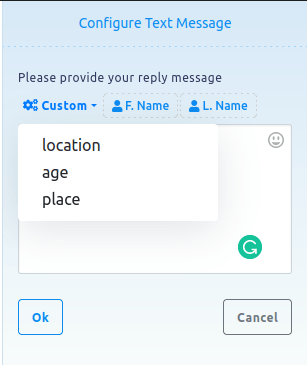 Configure Text Message
Please provide your reply message
Custom F. Name L. Name
location
age
place
Ok Cancel